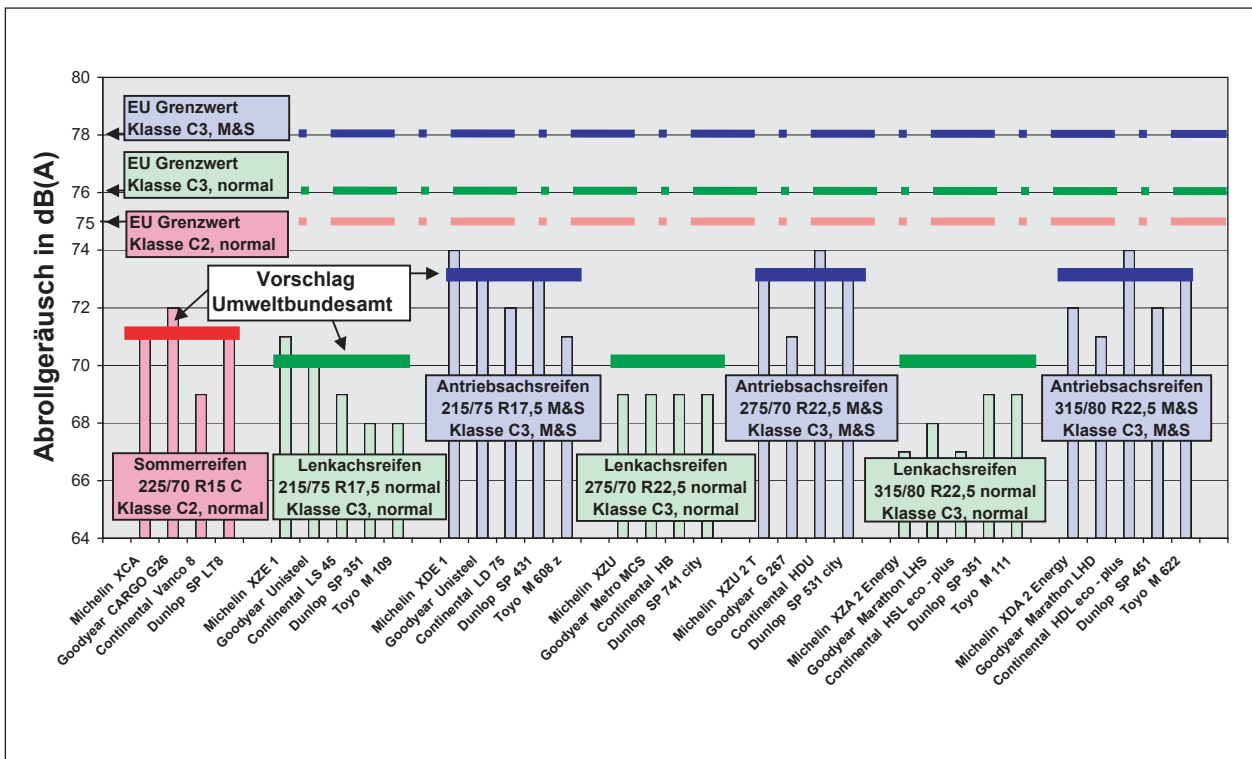 Abrollgeräusch in dB(A)
80
78
76
75
74
72
70
68
66
64
EU Grenzwert
Klasse C3, M&S
EU Grenzwert
Klasse C3, normal
EU Grenzwert
Klasse C2, normal
Vorschlag
Umweltbundesamt
Sommerreifen
225/70 R15 C
Klasse C2, normal
Lenkachsreifen
215/75 R17,5 normal
Klasse C3, normal
Antriebsachsreifen
215/75 R17,5 M&S
Klasse C3, M&S
Lenkachsreifen
275/70 R22,5 normal
Klasse C3, normal
Antriebsachsreifen
275/70 R22,5 M&S
Klasse C3, M&S
Lenkachsreifen
315/80 R22,5 normal
Klasse C3, normal
Antriebsachsreifen
315/80 R22,5 M&S
Klasse C3, M&S
Michelin XCA
Goodyear CARGO G26
Continental Vanco 8
Dunlop SP LT8
Michelin XZE 1
Goodyear Unisteel
Continental LS 45
Dunlop SP 351
Toyo M 109
Michelin XDE 1
Goodyear Unisteel
Continental LD 75
Dunlop SP 431
Toyo M 608 z
Michelin XZU
Goodyear Metro MCS
Continental HB
Dunlop SP 741 city
Michelin XZU 2 T
Goodyear G 267
Continental HDU
Dunlop SP 531 city
Michelin XZA 2 Energy
Goodyear Marathon LHS
Continental HSL eco - plus
Dunlop SP 351
Toyo M 111
Michelin XDA 2 Energy
Goodyear Marathon LHD
Continental HDL eco - plus
Dunlop SP 451
Toyo M 622